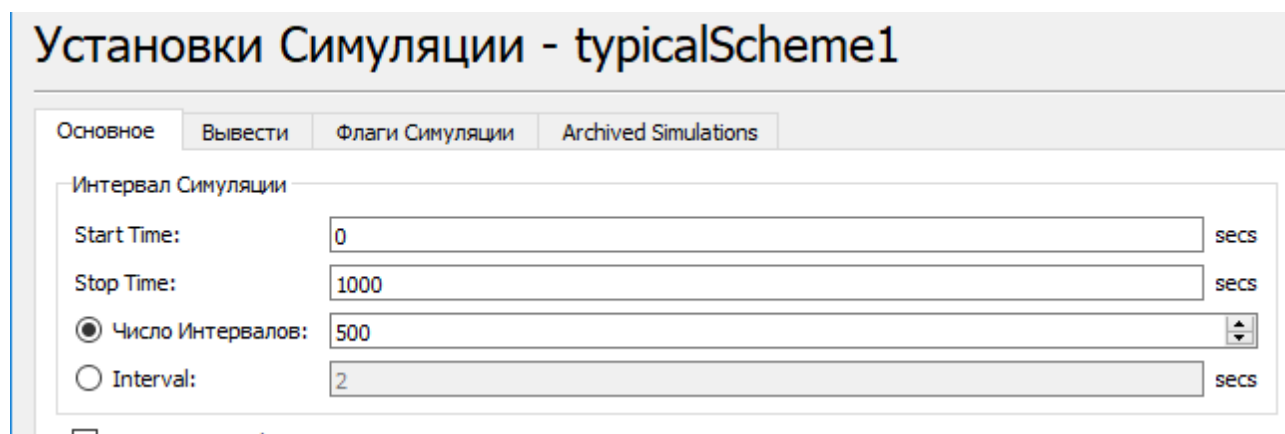 Установки Симуляции - typicalScheme1
Основное Вывести Флаги Симуляции Archived Simulations
Интервал Симуляции
Start Time: 0 secs
Stop Time: 1000 secs
Число Интервалов: 500
Interval: 2 secs